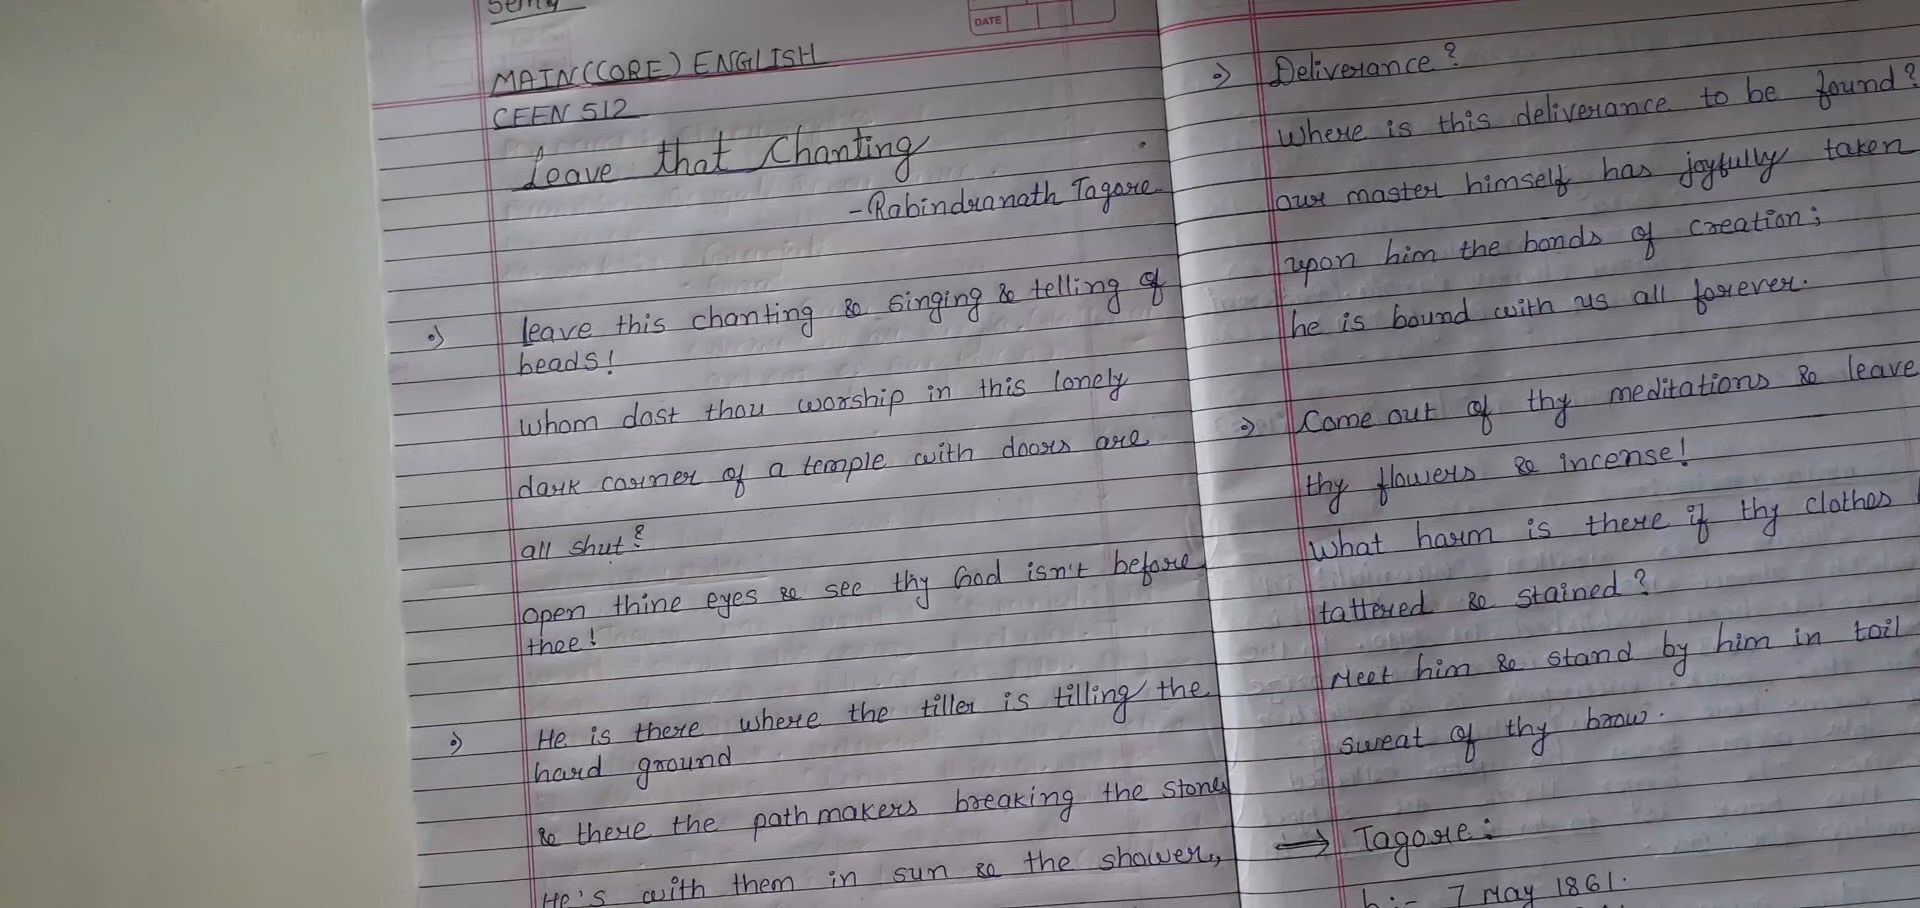 DATE
MAIN (CORE) ENGLISH
CEEN 512
Leave that Chanting
- Rabindranath Tagore
leave this chanting & singing & telling of
beads!
whom dost thou worship in this lonely
dark corner of a temple with doors are
all shut?
open thine eyes & see thy God isn't before
thee!
He is there where the tiller is tilling the
hard ground
& there the path makers breaking the stones
He's with them in sun & the shower,
Deliverance?
Where is this deliverance to be found?
our master himself has joyfully taken
upon him the bonds of creation;
he is bound with us all forever.
Come out of thy meditations & leave
thy flowers & incense!
what harm is there if thy clothes
tattered & stained?
Meet him & stand by him in toil
sweat of thy brow.
→ Tagore:
b:- 7 May 1861.